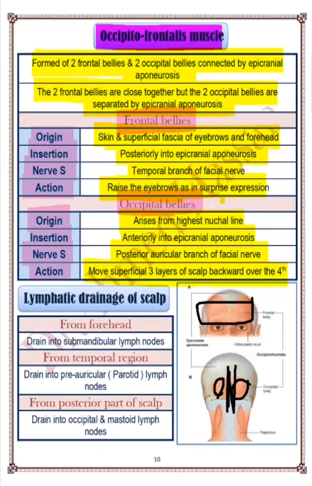 Occipito-frontalis muscle
Formed of 2 frontal bellies & 2 occipital bellies connected by epicranial
aponeurosis
The 2 frontal bellies are close together but the 2 occipital bellies are
separated by epicranial aponeurosis
Frontal bellies
Origin Skin & superficial fascia of eyebrows and forehead
Insertion Posteriorly into epicranial aponeurosis
Nerve S Temporal branch of facial nerve
Action Raise the eyebrows as in surprise expression
Occipital bellies
Origin Arises from highest nuchal line
Insertion Anteriorly into epicranial aponeurosis
Nerve S Posterior auricular branch of facial nerve
Action Move superficial 3 layers of scalp backward over the 4th
Lymphatic drainage of scalp
From forehead
Drain into submandibular lymph nodes
From temporal region
Drain into pre-auricular ( Parotid ) lymph
nodes
From posterior part of scalp
Drain into occipital & mastoid lymph
nodes
A
Frontal
belly
Epicranial
aponeurosis
Occipitofrontalis
B
Occipital
belly
Trapezius
10